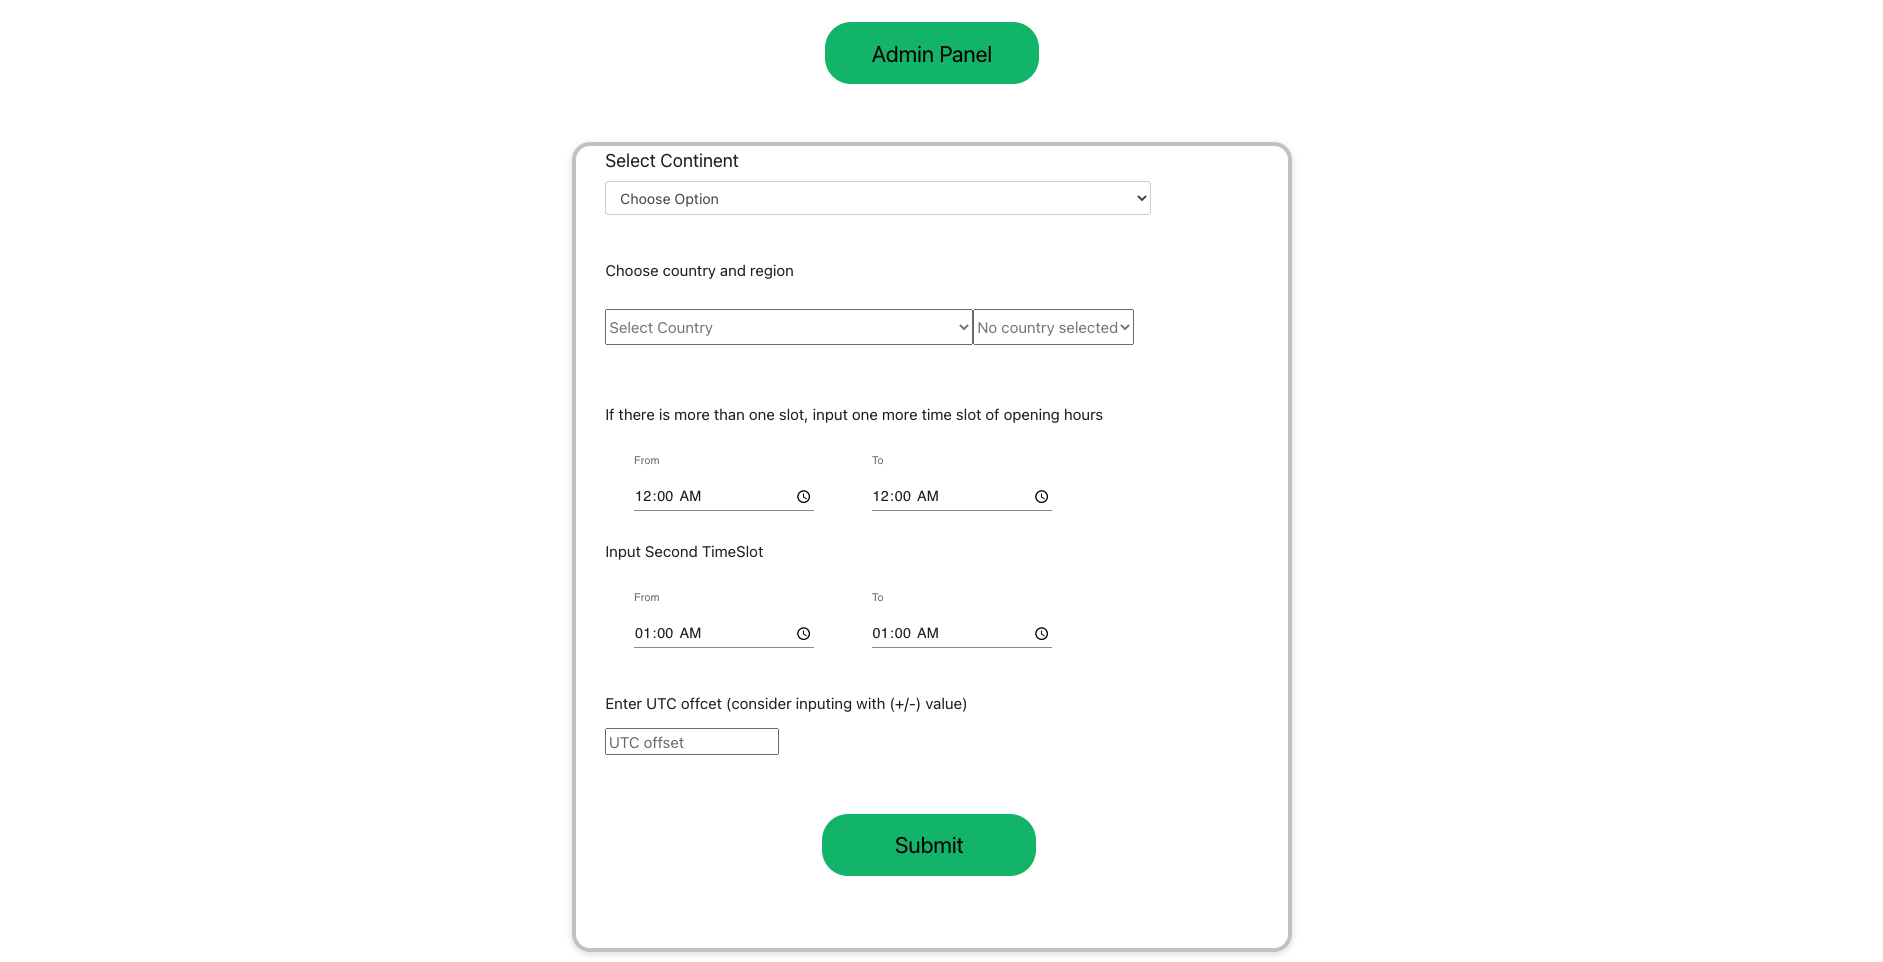 Admin Panel
Select Continent
Choose Option
Choose country and region
Select Country No country selected
If there is more than one slot, input one more time slot of opening hours
From To
12:00 AM 12:00 AM
Input Second TimeSlot
From To
01:00 AM 01:00 AM
Enter UTC offcet (consider inputing with (+/-) value)
UTC offset
Submit